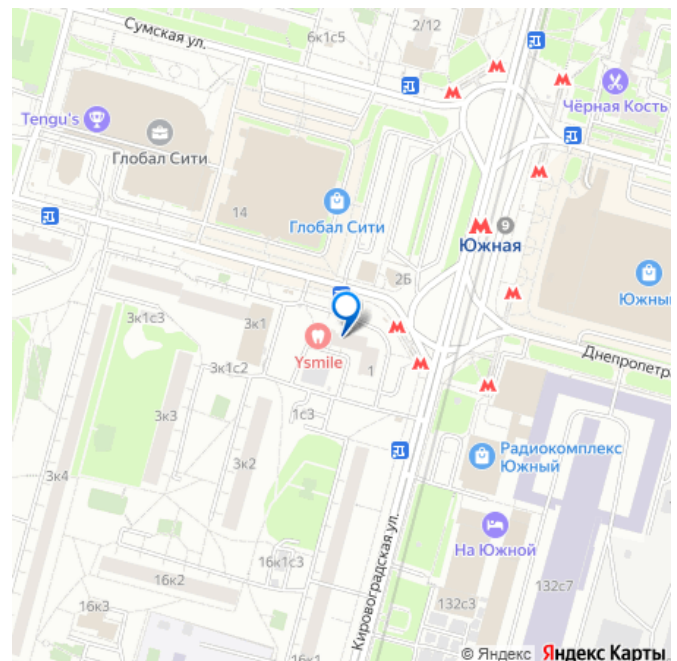 Сумская ул.
6к1с5
2/12
Чёрная Кость
Tengu's
Глобал Сити
14
Глобал Сити
9
Южная
2Б
Южный
3к1с3
3к1
Ysmile
3к1с2
1
Днепропетр
1с3
3к3
3к2
3к4
Радиокомплекс
Южный
На Южной
Кировоградская ул.
16к1с3
16к2
16к3
132с3
132с7
© Яндекс Яндекс Карты